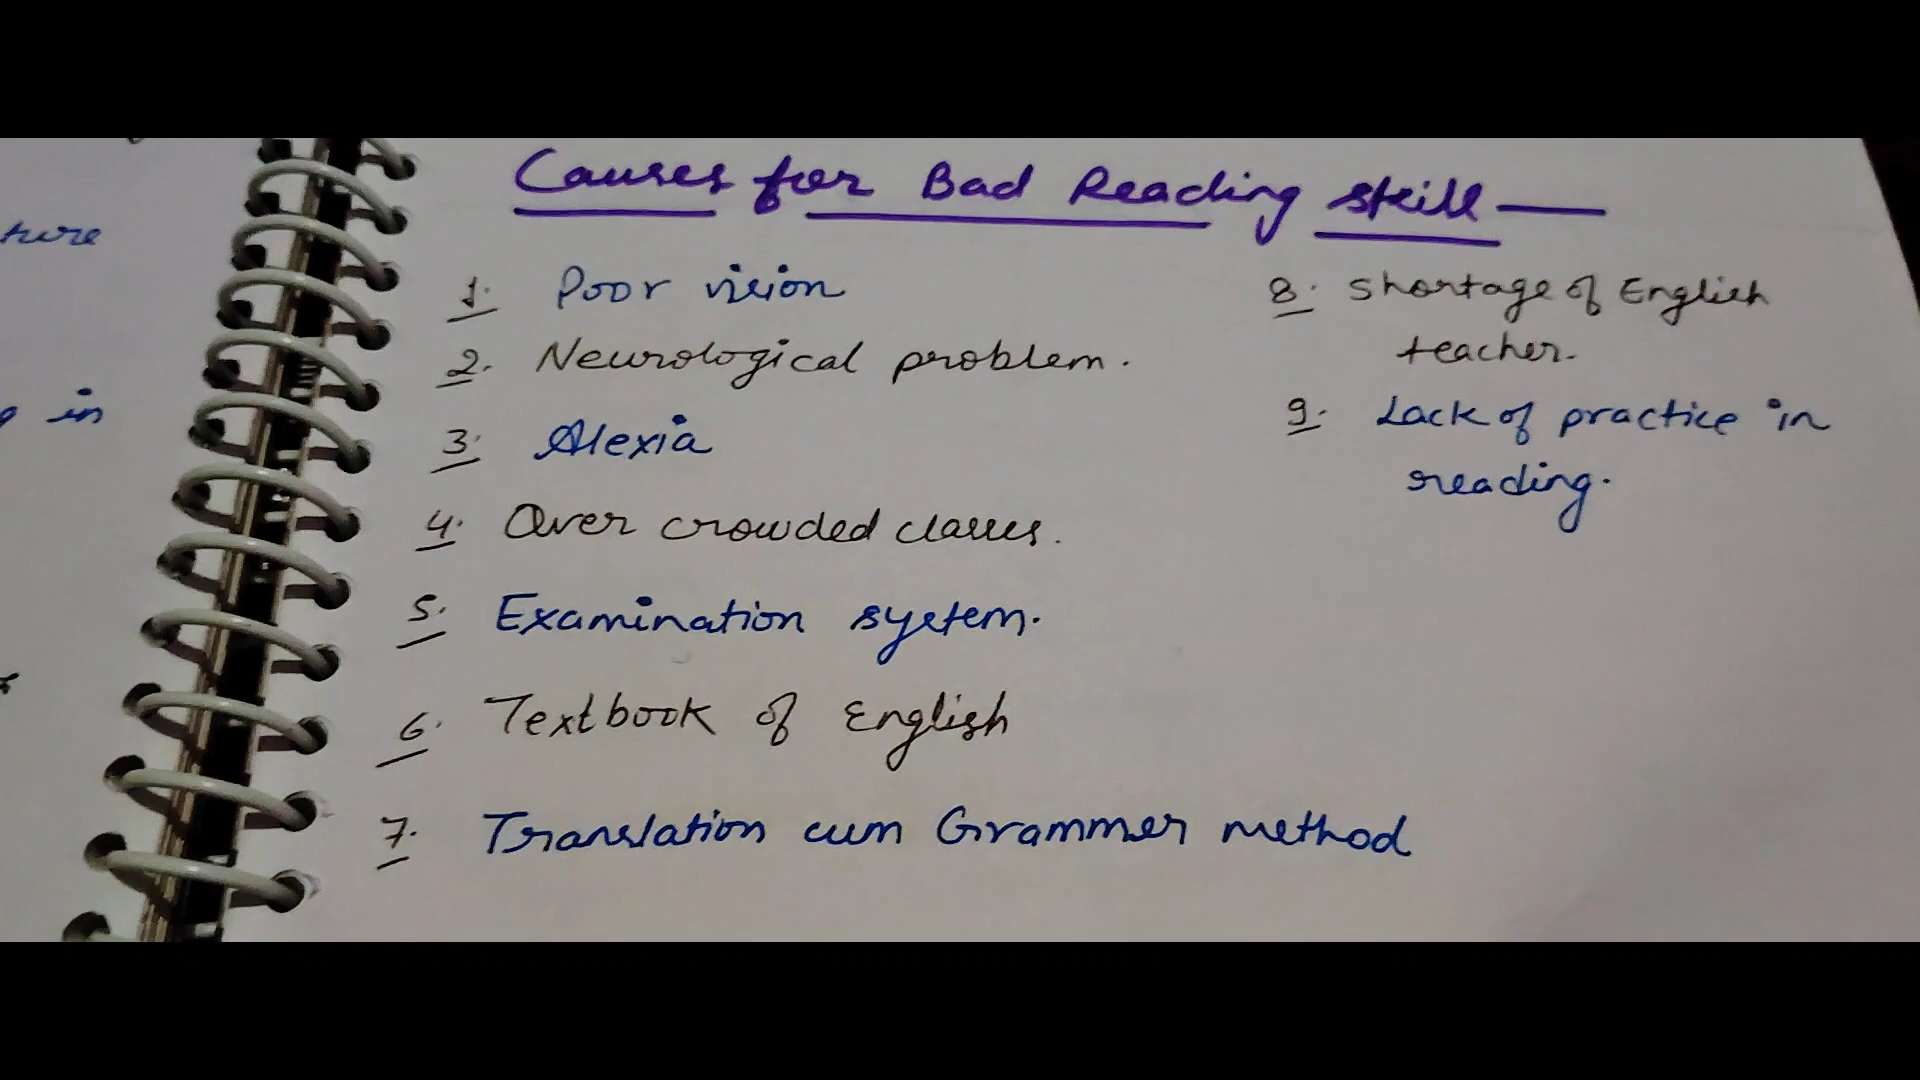 ture
g in
Causes for Bad Reading skill —
1. Poor vision
2. Neurological problem.
3. Alexia
4. Over crowded classes.
5. Examination system.
6. Textbook of English
7. Translation cum Grammer method
8. Shortage of English
teacher.
9. Lack of practice in
reading.